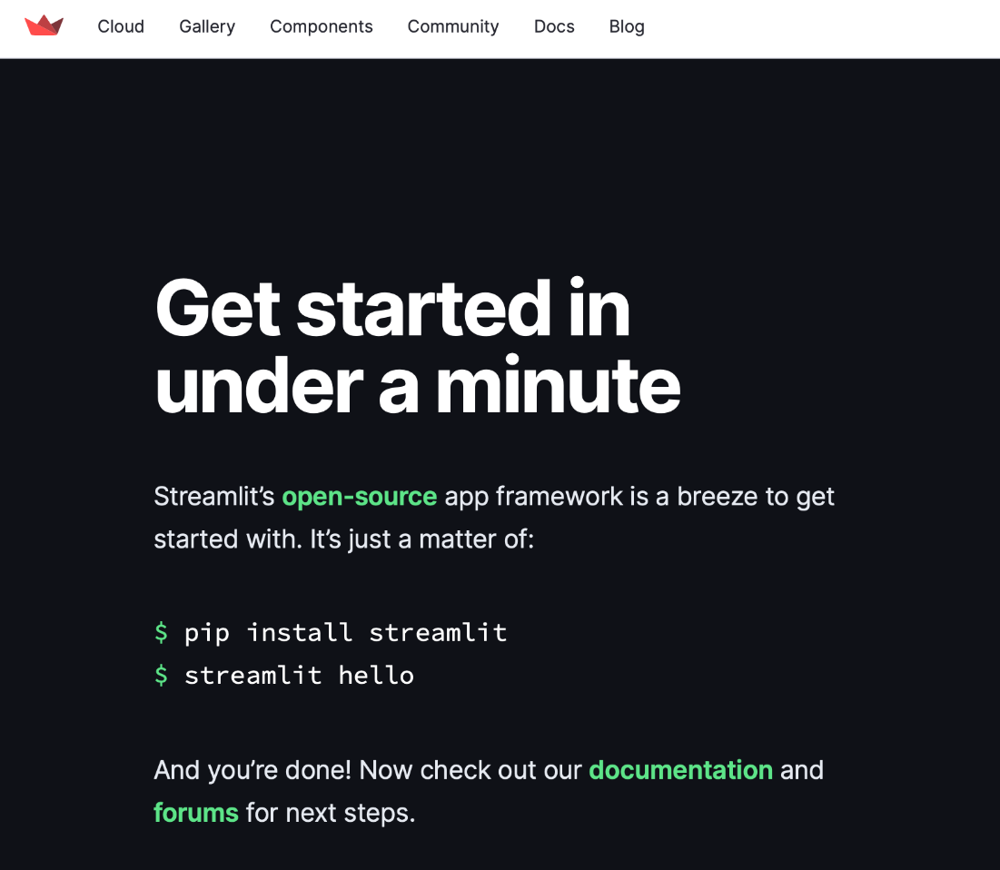 Cloud Gallery Components Community Docs Blog
Get started in
under a minute
Streamlit’s open-source app framework is a breeze to get
started with. It’s just a matter of:
$ pip install streamlit
$ streamlit hello
And you’re done! Now check out our documentation and
forums for next steps.